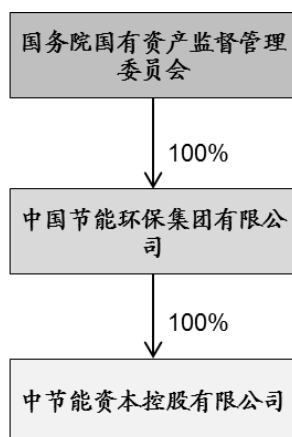 国务院国有资产监督管理
委员会
100%
中国节能环保集团有限公
司
100%
中节能资本控股有限公司